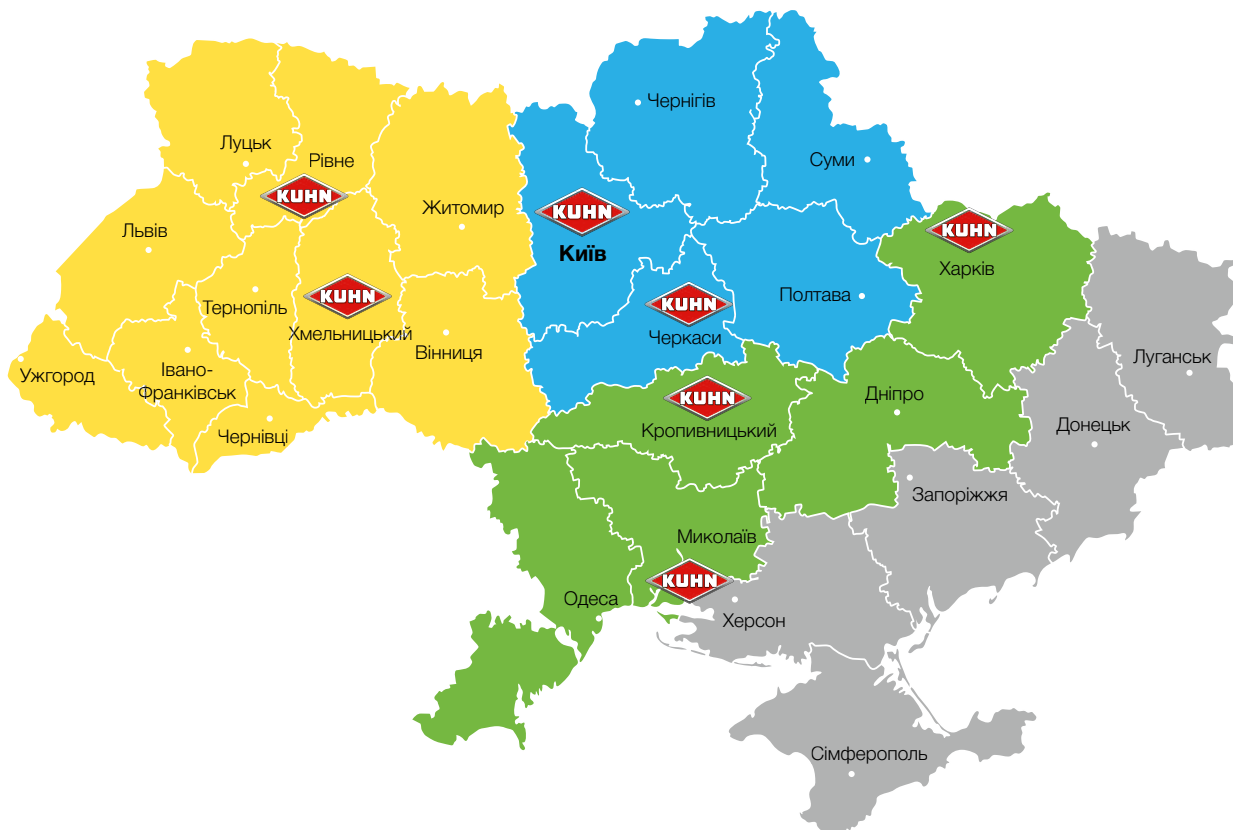 Чернігів
Луцьк
Рівне
Суми
KUHN
Житомир
KUHN
KUHN
Львів
Київ
Харків
Тернопіль
KUHN
Хмельницький
KUHN
Черкаси
Полтава
Вінниця
Луганськ
Ужгород
Івано-
Франківськ
Чернівці
KUHN
Кропивницький
Дніпро
Донецьк
Запоріжжя
Миколаїв
KUHN
Одеса
Херсон
Сімферополь